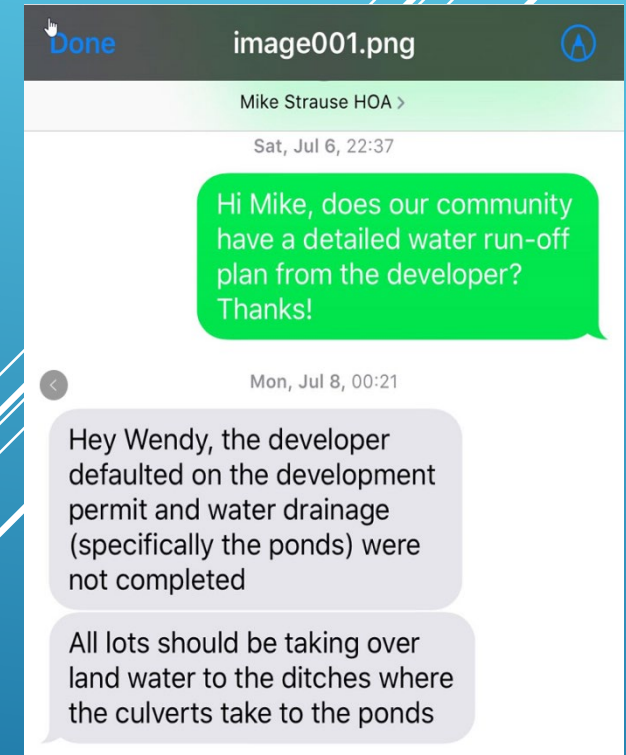 Done
image001.png
Mike Strause HOA >
Sat, Jul 6, 22:37
Hi Mike, does our community
have a detailed water run-off
plan from the developer?
Thanks!
Mon, Jul 8, 00:21
Hey Wendy, the developer
defaulted on the development
permit and water drainage
(specifically the ponds) were
not completed
All lots should be taking over
land water to the ditches where
the culverts take to the ponds